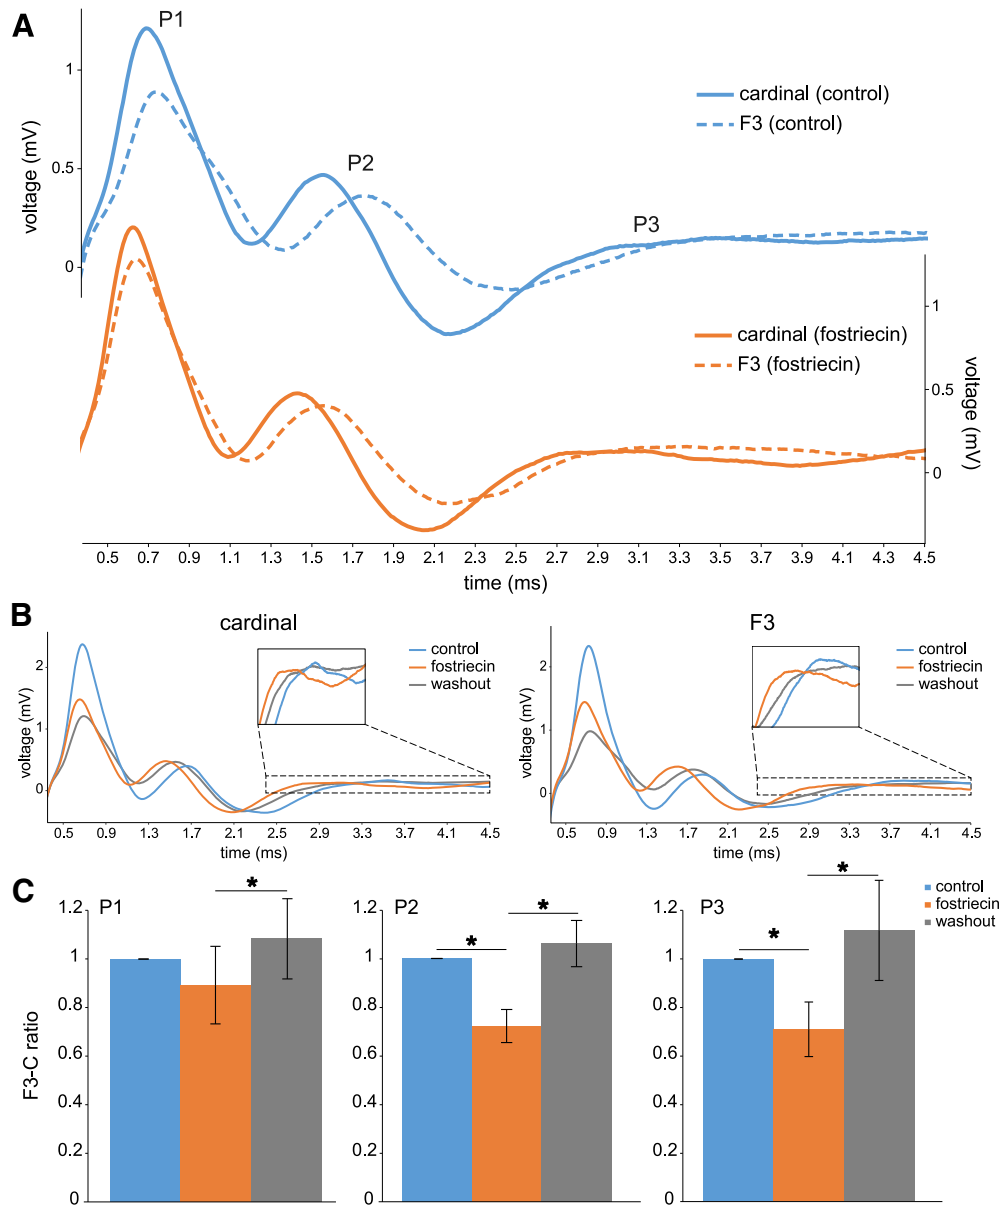 A
P1
P2
P3
cardinal (control)
F3 (control)
voltage (mV)
1
0.5
0
cardinal (fostriecin)
F3 (fostriecin)
voltage (mV)
1
0.5
0
0.5 0.7 0.9 1.1 1.3 1.5 1.7 1.9 2.1 2.3 2.5 2.7 2.9 3.1 3.3 3.5 3.7 3.9 4.1 4.3 4.5
time (ms)
B
cardinal
control
fostriecin
washout
voltage (mV)
2
1
0
0.5 0.9 1.3 1.7 2.1 2.5 2.9 3.3 3.7 4.1 4.5
time (ms)
F3
control
fostriecin
washout
voltage (mV)
2
1
0
0.5 0.9 1.3 1.7 2.1 2.5 2.9 3.3 3.7 4.1 4.5
time (ms)
C
F3-C ratio
P1
*
1.2
1
0.8
0.6
0.4
0.2
0
P2
* *
1.2
1
0.8
0.6
0.4
0.2
0
P3
* *
1.2
1
0.8
0.6
0.4
0.2
0
control
fostriecin
washout